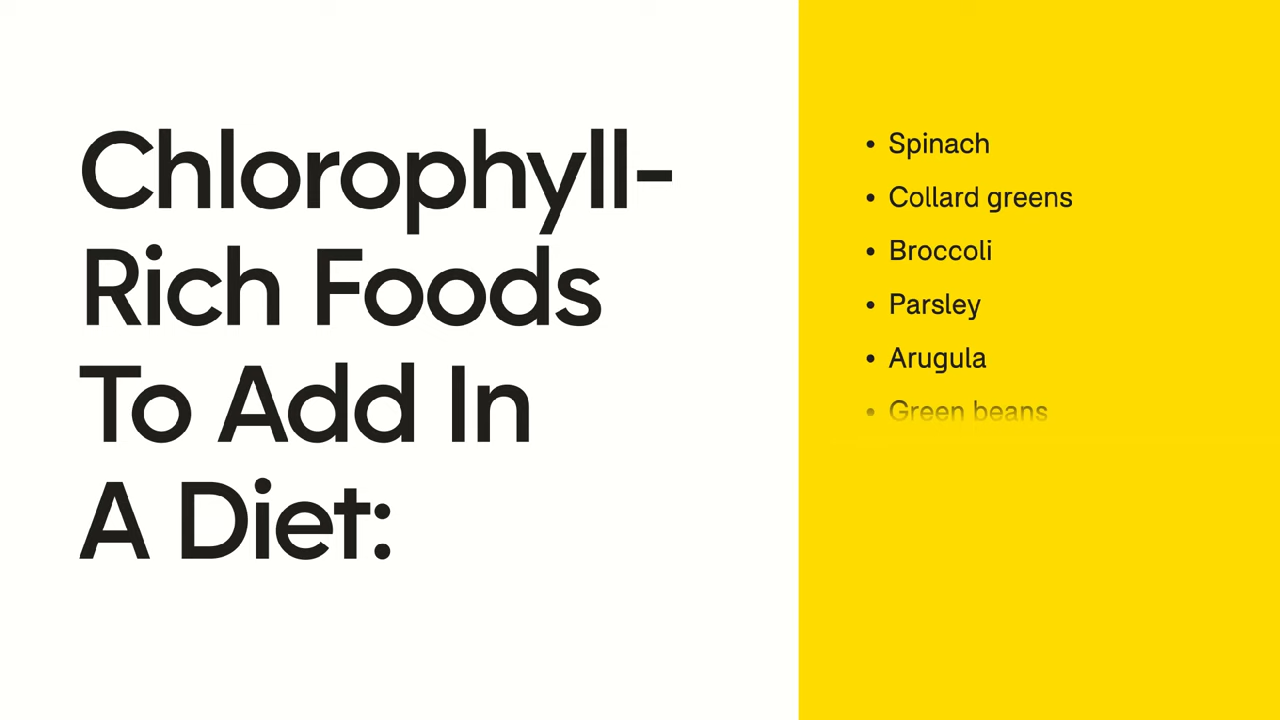 Chlorophyll-
Rich Foods
To Add In
A Diet:
• Spinach
• Collard greens
• Broccoli
• Parsley
• Arugula
• Green beans